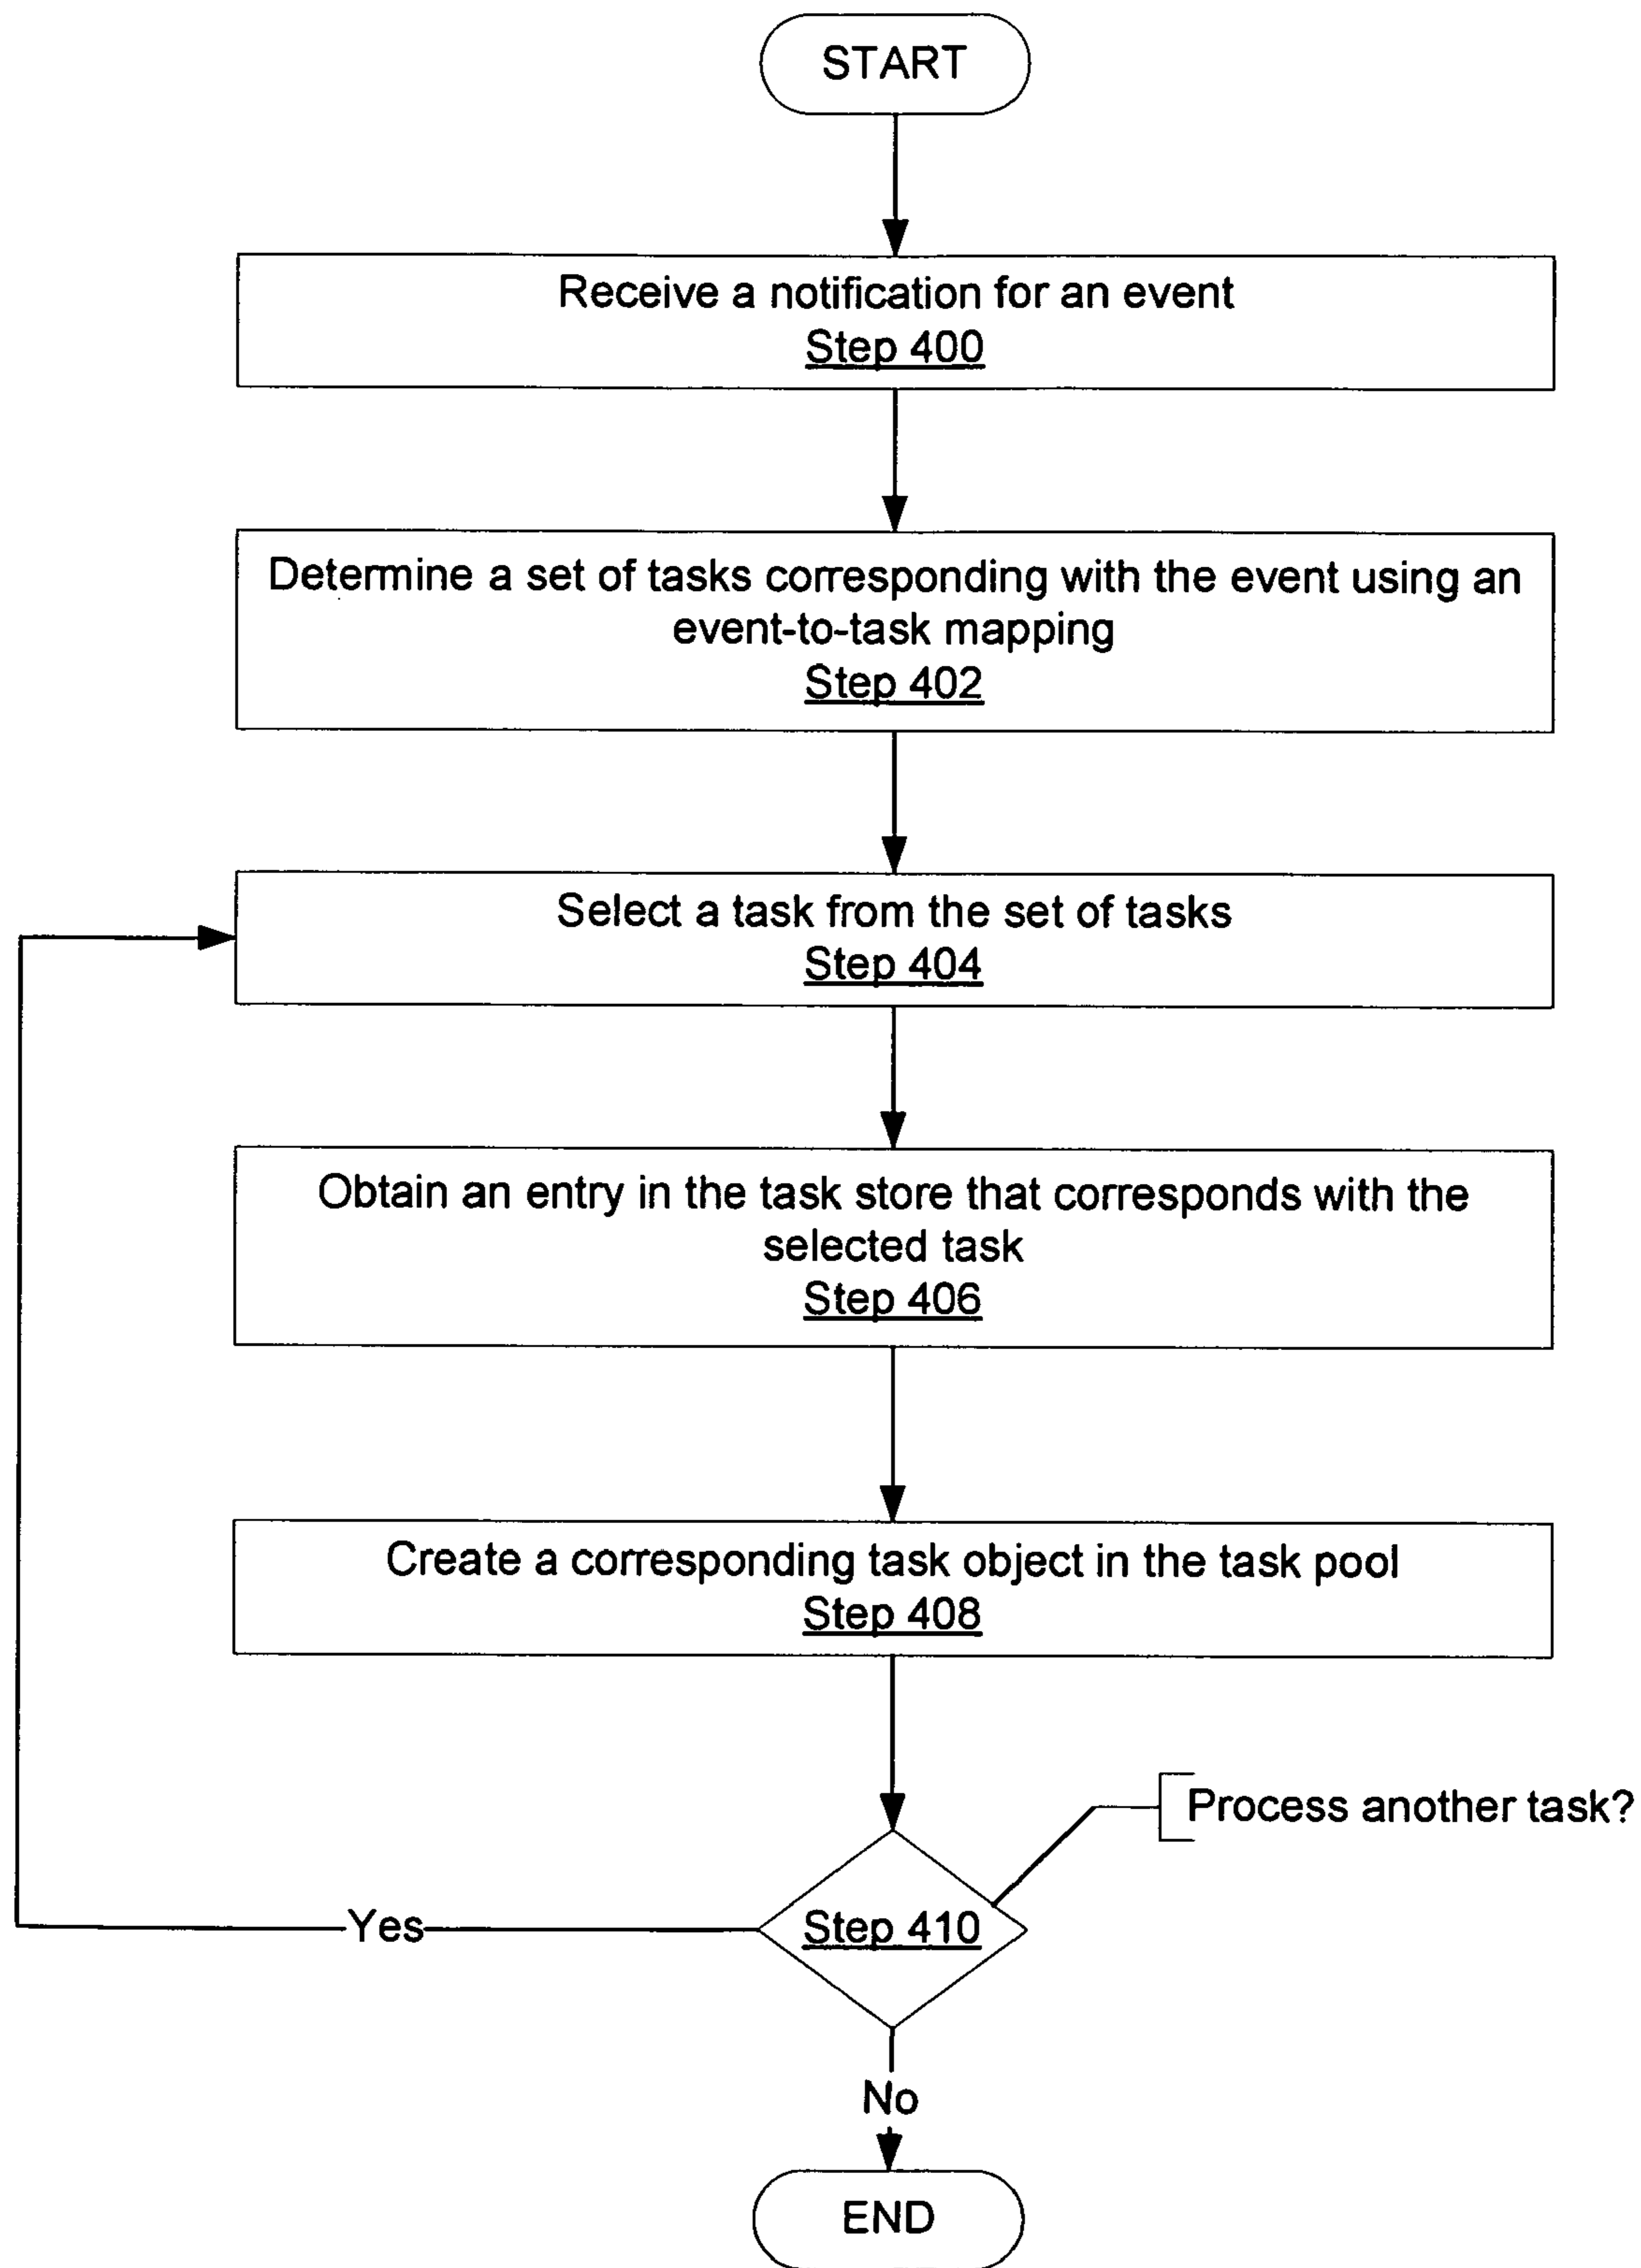 START
Receive a notification for an event
Step 400
Determine a set of tasks corresponding with the event using an
event-to-task mapping
Step 402
Select a task from the set of tasks
Step 404
Obtain an entry in the task store that corresponds with the
selected task
Step 406
Create a corresponding task object in the task pool
Step 408
Process another task?
Step 410
Yes
No
END